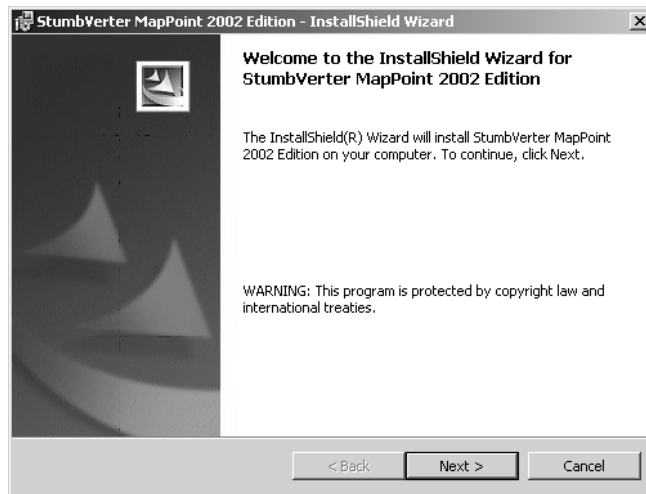 StumbVerter MapPoint 2002 Edition - InstallShield Wizard
Welcome to the InstallShield Wizard for
StumbVerter MapPoint 2002 Edition
The InstallShield(R) Wizard will install StumbVerter MapPoint
2002 Edition on your computer. To continue, click Next.
WARNING: This program is protected by copyright law and
international treaties.
< Back
Next >
Cancel